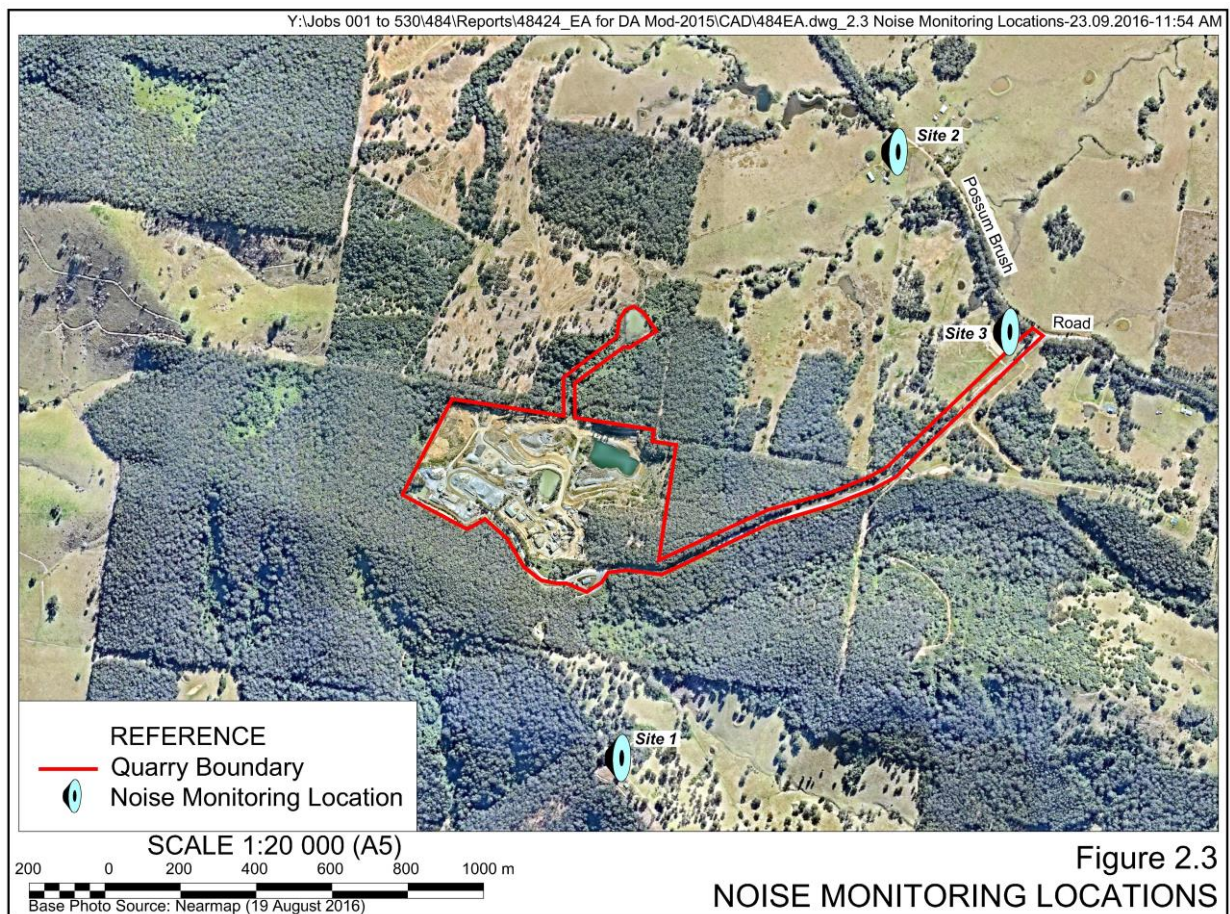 Y:\Jobs 001 to 530\484\Reports\48424_EA for DA Mod-2015\CAD\484EA.dwg_2.3 Noise Monitoring Locations-23.09.2016-11:54 AM
Site 2
Possum Brush
Road
Site 3
Site 1
REFERENCE
Quarry Boundary
Noise Monitoring Location
SCALE 1:20 000 (A5)
200 0 200 400 600 800 1000 m
Base Photo Source: Nearmap (19 August 2016)
Figure 2.3
NOISE MONITORING LOCATIONS